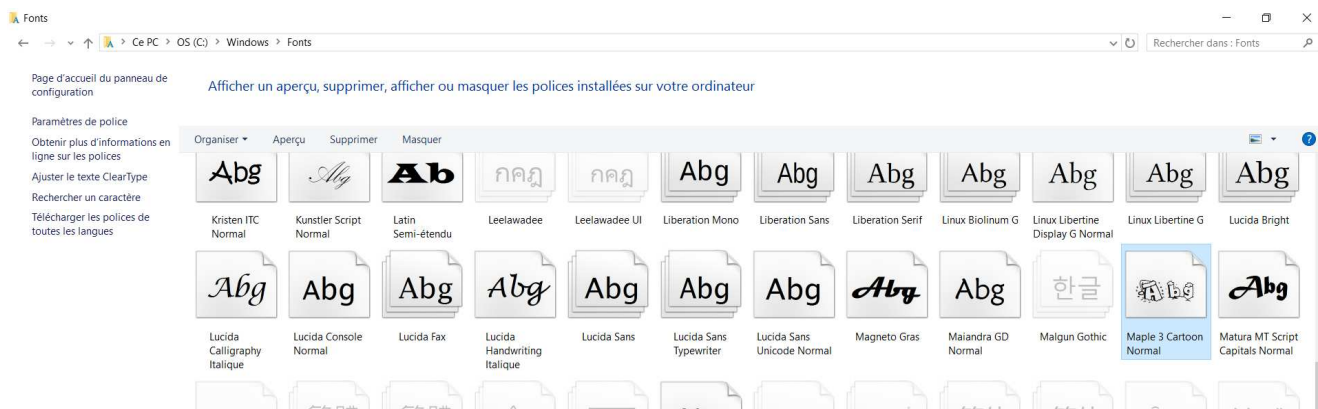 Fonts
Ce PC > OS (C:) > Windows > Fonts
Rechercher dans : Fonts
Page d'accueil du panneau de
configuration
Paramètres de police
Obtenir plus d'informations en
ligne sur les polices
Ajuster le texte ClearType
Rechercher un caractère
Télécharger les polices de
toutes les langues
Afficher un aperçu, supprimer, afficher ou masquer les polices installées sur votre ordinateur
Organiser Aperçu Supprimer Masquer
Abg Abg Ab กคฎ กคฎ Abg Abg Abg Abg Abg Abg Abg
Kristen ITC Kunstler Script Latin Leelawadee Leelawadee UI Liberation Mono Liberation Sans Liberation Serif Linux Biolinum G Linux Libertine Linux Libertine G Lucida Bright
Normal Normal Semi-étendu Display G Normal
Abg Abg Abg Abg Abg Abg Abg Abg Abg 한글 Abg Abg
Lucida Lucida Console Lucida Fax Lucida Lucida Sans Lucida Sans Lucida Sans Magneto Gras Maiandra GD Malgun Gothic Maple 3 Cartoon Matura MT Script
Calligraphy Normal Handwriting Typewriter Unicode Normal Normal Normal Capitals Normal
Italique Italique